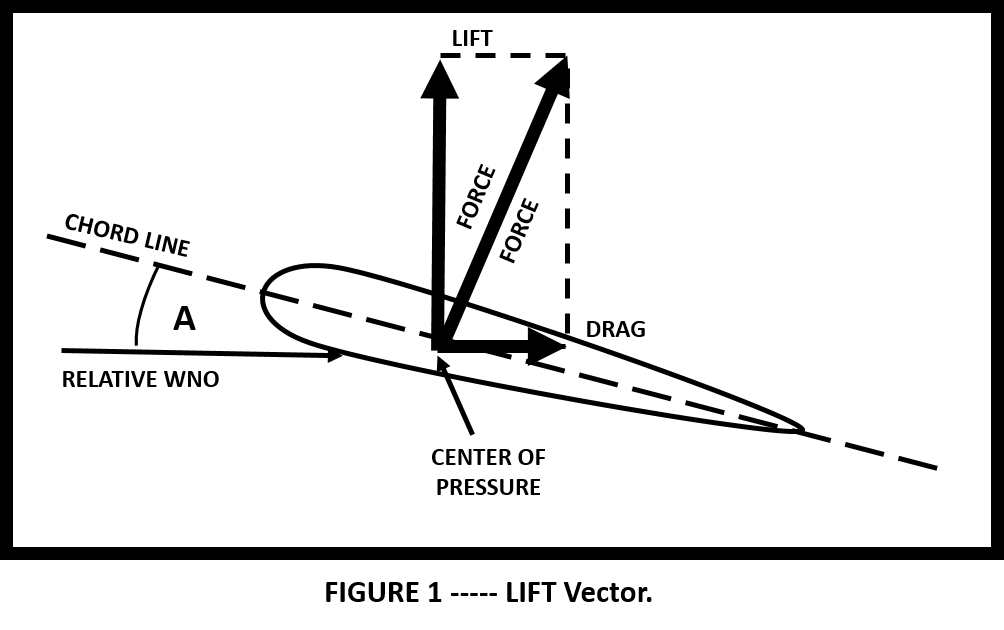 LIFT
FORCE
FORCE
CHORD LINE
A
DRAG
RELATIVE WNO
CENTER OF
PRESSURE
FIGURE 1 ----- LIFT Vector.